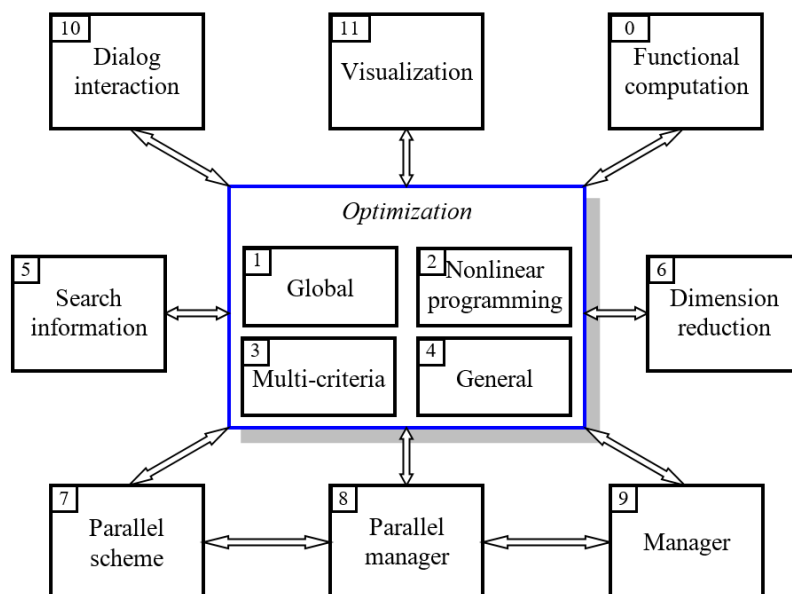 10
Dialog
interaction
11
Visualization
0
Functional
computation
Optimization
1
Global
2
Nonlinear
programming
3
Multi-criteria
4
General
5
Search
information
6
Dimension
reduction
7
Parallel
scheme
8
Parallel
manager
9
Manager